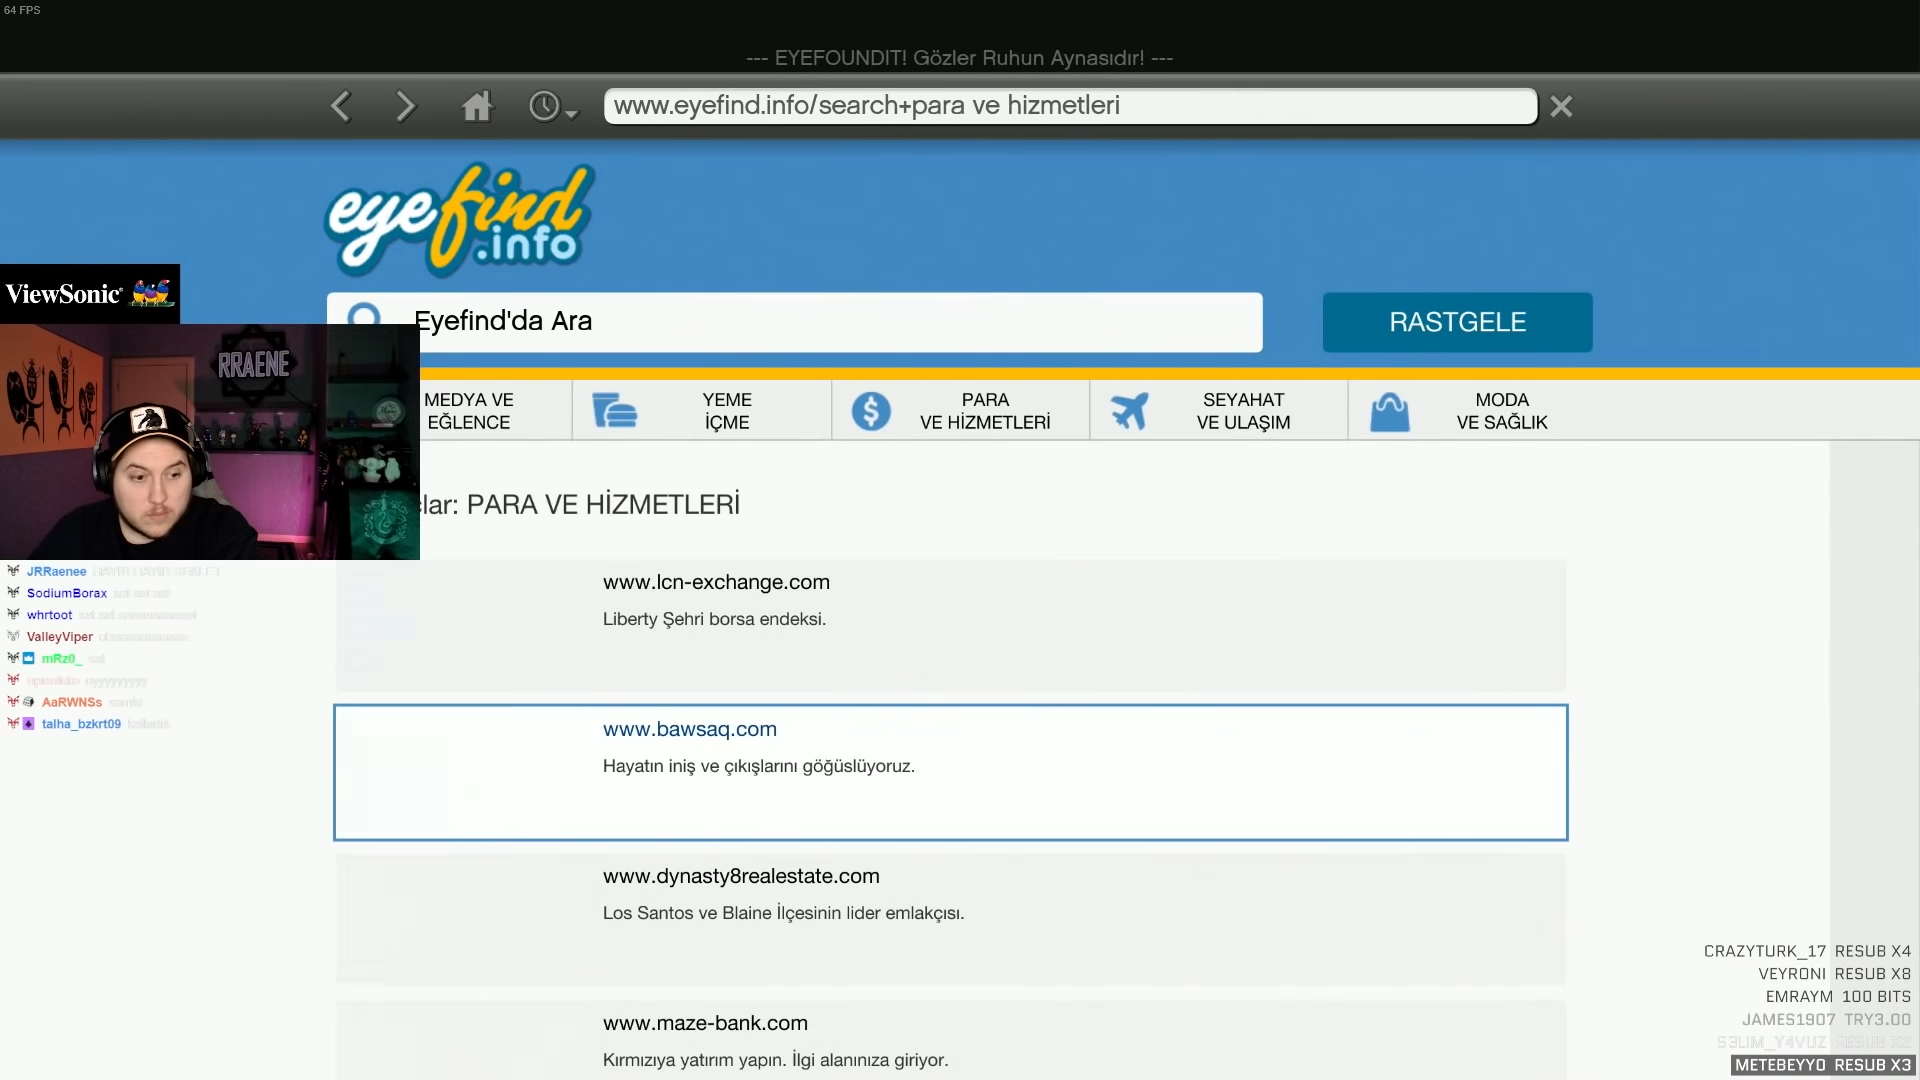 64 FPS
--- EYEFOUNDIT! Gözler Ruhun Aynasıdır! ---
www.eyefind.info/search+para ve hizmetleri
eyefind
.info
ViewSonic
Eyefind'da Ara
RASTGELE
RRAENE
MEDYA VE
EĞLENCE
YEME
İÇME
PARA
VE HİZMETLERİ
SEYAHAT
VE ULAŞIM
MODA
VE SAĞLIK
lar: PARA VE HİZMETLERİ
www.lcn-exchange.com
Liberty Şehri borsa endeksi.
www.bawsaq.com
Hayatın iniş ve çıkışlarını göğüslüyoruz.
www.dynasty8realestate.com
Los Santos ve Blaine İlçesinin lider emlakçısı.
www.maze-bank.com
Kırmızıya yatırım yapın. İlgi alanınıza giriyor.
JRRaenee
SodiumBorax
whrtoot
ValleyViper
mRz0_
AaRWNSs
talha_bzkrt09
CRAZYTURK_17 RESUB X4
VEYRONI RESUB X8
EMRAYM 100 BITS
JAMES1907 TRY3.00
S3LIM_Y4VUZ
METEBEYYO RESUB X3